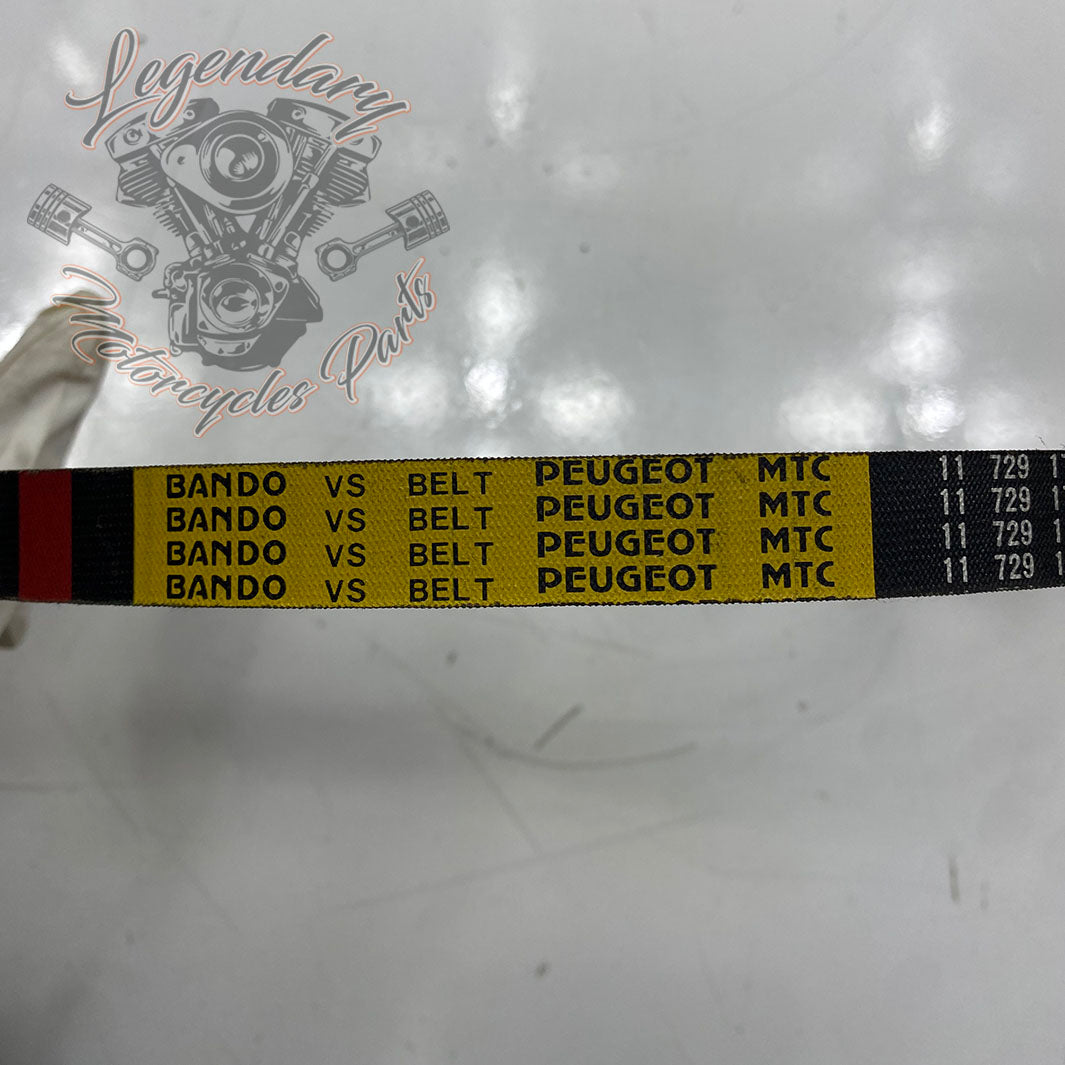 Legendary
Motorcycles Parts
BANDO VS BELT PEUGEOT MTC 11 729
BANDO VS BELT PEUGEOT MTC 11 729
BANDO VS BELT PEUGEOT MTC 11 729
BANDO VS BELT PEUGEOT MTC 11 729